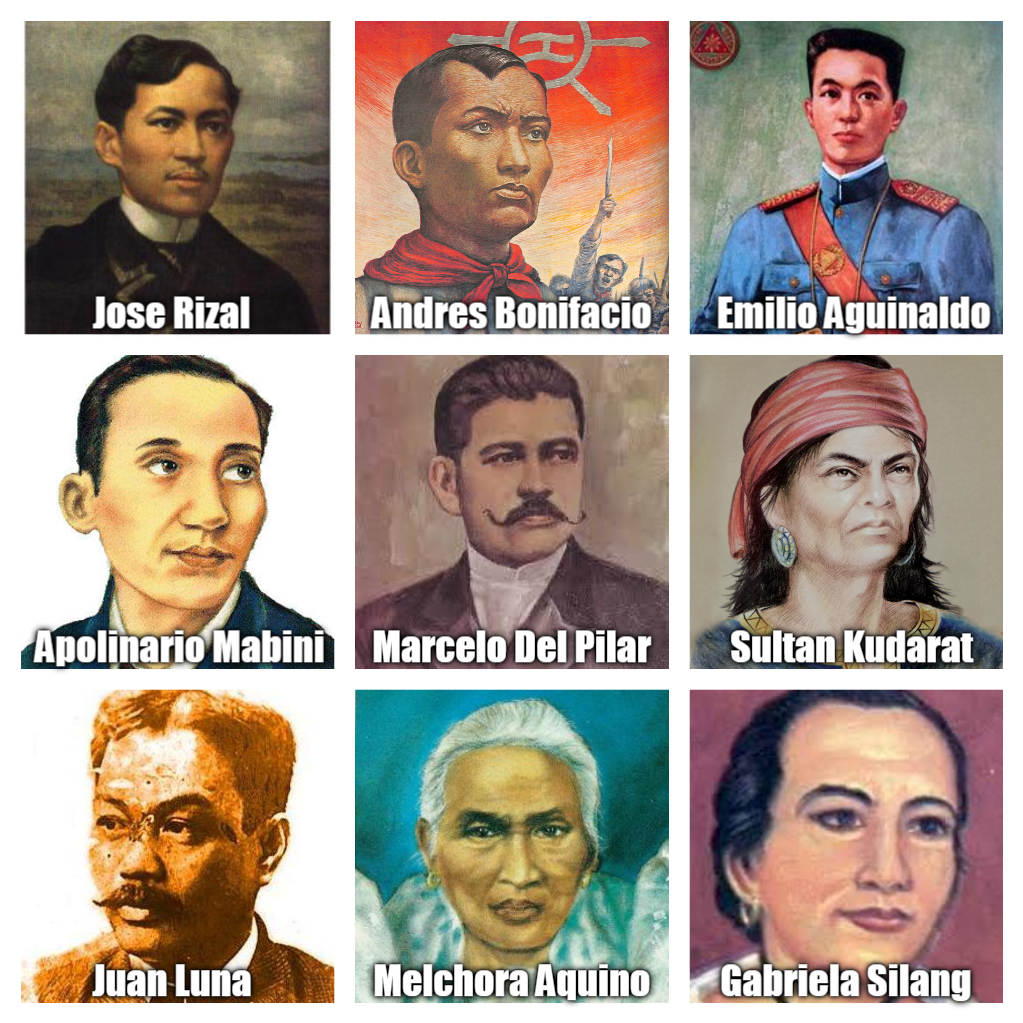 Jose Rizal
Andres Bonifacio
Emilio Aguinaldo
Apolinario Mabini
Marcelo Del Pilar
Sultan Kudarat
Juan Luna
Melchora Aquino
Gabriela Silang